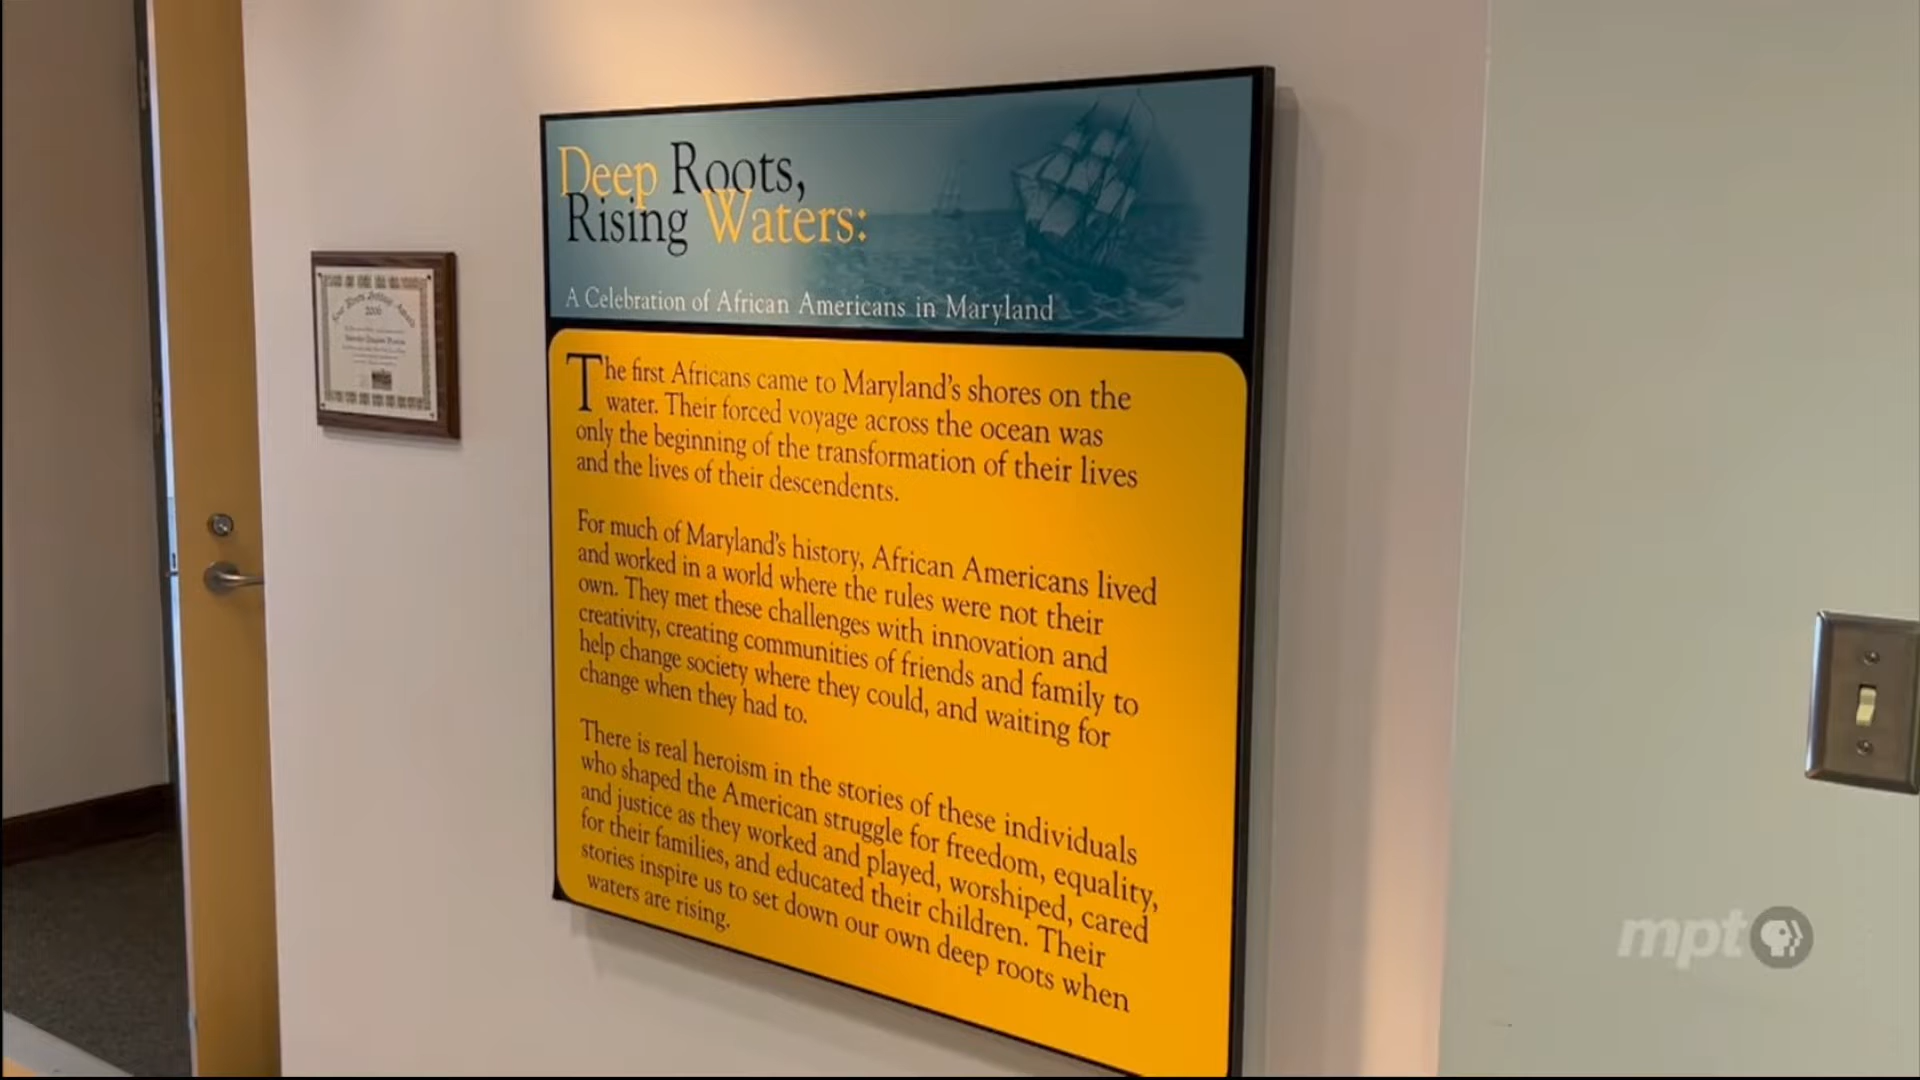 Deep Roots,
Rising Waters:
A Celebration of African Americans in Maryland
The first Africans came to Maryland's shores on the
water. Their forced voyage across the ocean was
only the beginning of the transformation of their lives
and the lives of their descendents.
For much of Maryland's history, African Americans lived
and worked in a world where the rules were not their
own. They met these challenges with innovation and
creativity, creating communities of friends and family to
help change society where they could, and waiting for
change when they had to.
There is real heroism in the stories of these individuals
who shaped the American struggle for freedom, equality,
and justice as they worked and played, worshiped, cared
for their families, and educated their children. Their
stories inspire us to set down our own deep roots when
waters are rising.
2000
mpt